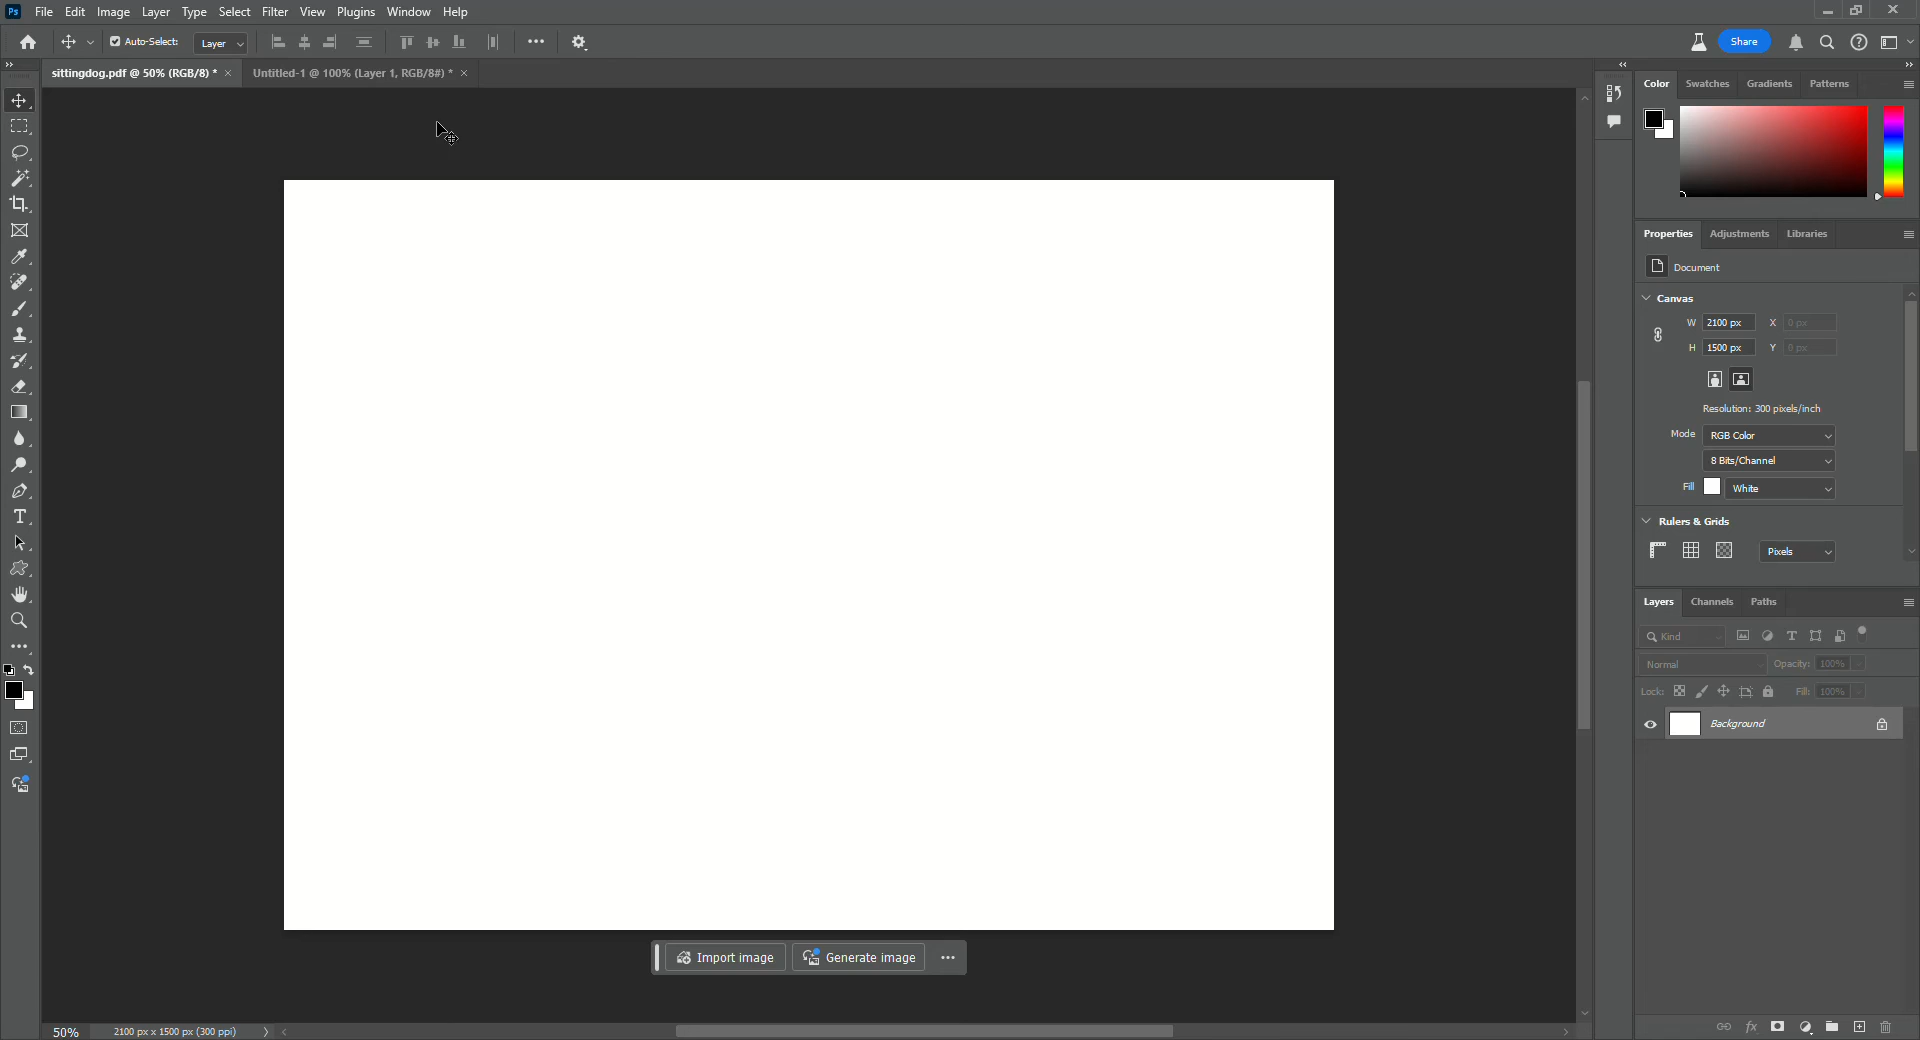 Ps File Edit Image Layer Type Select Filter View Plugins Window Help
Auto-Select: Layer Share
sittingdog.pdf @ 50% (RGB/8) * Untitled-1 @ 100% (Layer 1, RGB/8#) *
Color Swatches Gradients Patterns
Properties Adjustments Libraries
Document
Canvas
W 2100 px X 0 px
H 1500 px Y 0 px
Resolution: 300 pixels/inch
Mode RGB Color
8 Bits/Channel
Fill White
Rulers & Grids
Pixels
Layers Channels Paths
Kind
Normal Opacity: 100%
Lock: Fill: 100%
Background
Import image Generate image
50% 2100 px x 1500 px (300 ppi)